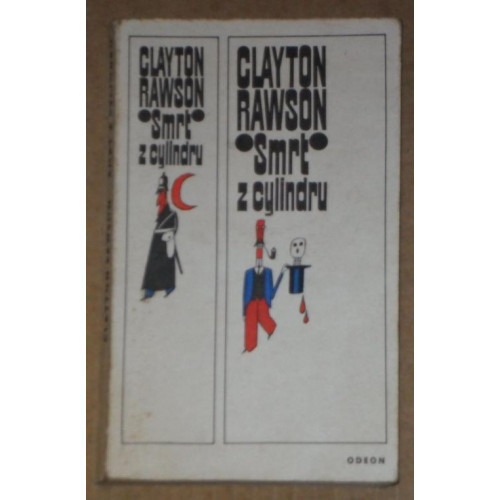 CLAYTON
RAWSON
Smrt
z cylindru
CLAYTON
RAWSON
Smrt
z cylindru
ODEON